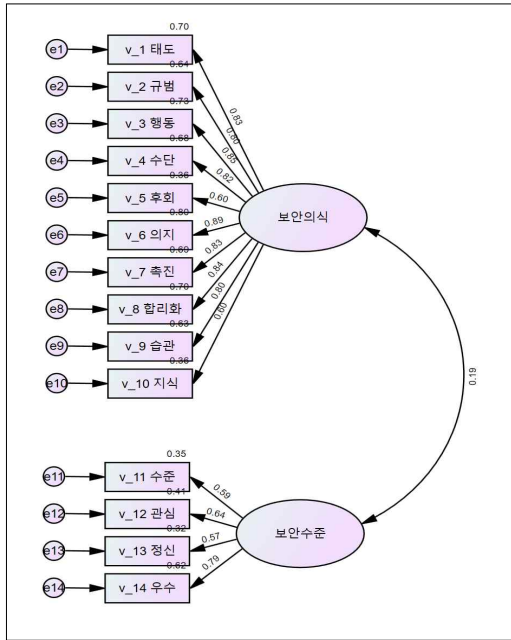 0.70
e1 v_1 태도
0.64
e2 v_2 규범
0.73
e3 v_3 행동
0.68
e4 v_4 수단
0.36
e5 v_5 후회
0.80
e6 v_6 의지
0.69
e7 v_7 촉진
0.70
e8 v_8 합리화
0.63
e9 v_9 습관
0.36
e10 v_10 지식
0.83
0.80
0.85
0.82
0.60
0.89
0.83
0.84
0.80
0.60
보안의식
0.19
0.35
e11 v_11 수준
0.41
e12 v_12 관심
0.32
e13 v_13 정신
0.62
e14 v_14 우수
0.59
0.64
0.57
0.79
보안수준